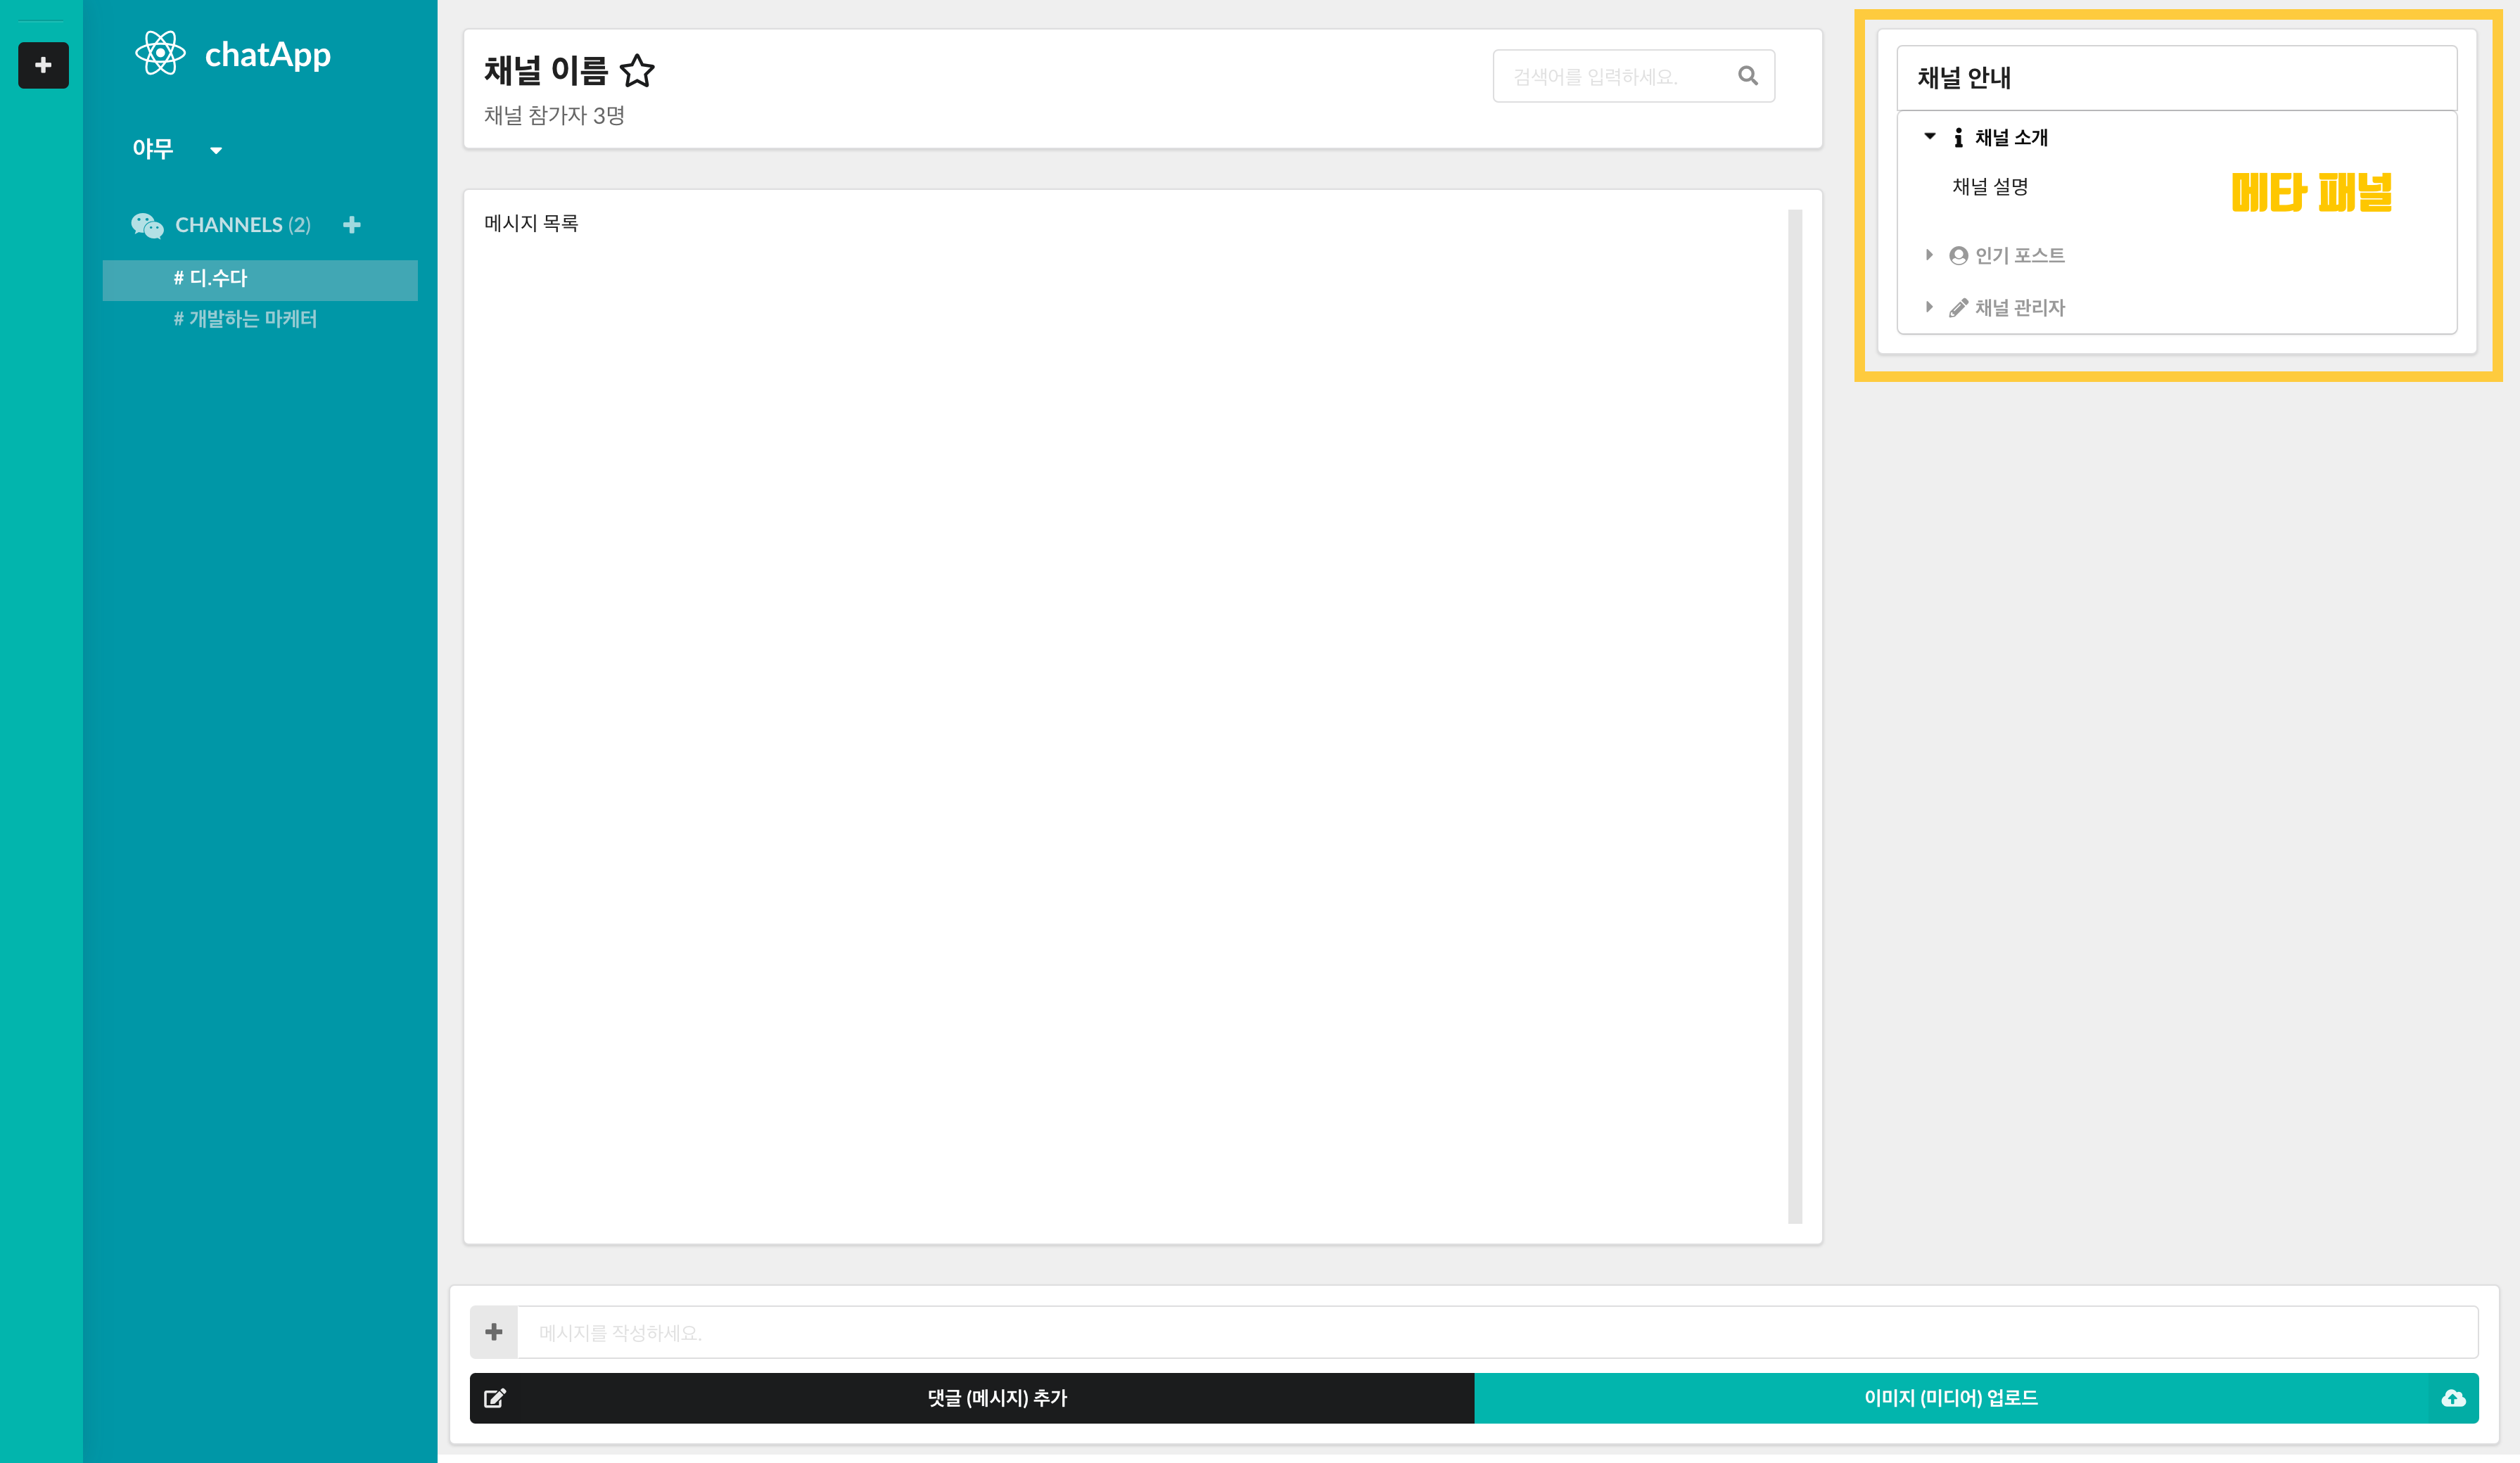 chatApp
야무
CHANNELS (2)
# 디.수다
# 개발하는 마케터
채널 이름
채널 참가자 3명
검색어를 입력하세요.
메시지 목록
채널 안내
채널 소개
채널 설명
메타 패널
인기 포스트
채널 관리자
메시지를 작성하세요.
댓글 (메시지) 추가
이미지 (미디어) 업로드